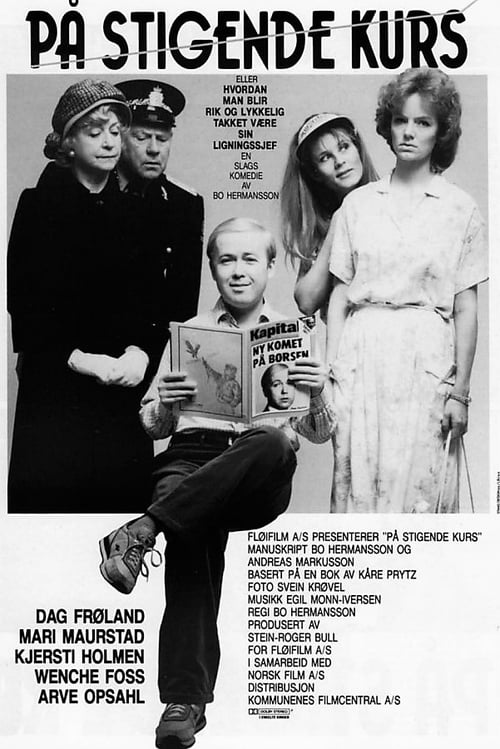 PÅ STIGENDE KURS
ELLER
HVORDAN
MAN BLIR
RIK OG LYKKELIG
TAKKET VÆRE
SIN
LIGNINGSSJEF
EN
SLAGS
KOMEDIE
AV
BO HERMANSSON
Kapital
NY KOMET
PÅ BØRSEN
FLØIFILM A/S PRESENTERER "PÅ STIGENDE KURS"
MANUSKRIPT BO HERMANSSON OG
ANDREAS MARKUSSON
BASERT PÅ EN BOK AV KÅRE PRYTZ
FOTO SVEIN KRØVEL
MUSIKK EGIL MONN-IVERSEN
REGI BO HERMANSSON
PRODUSERT AV
STEIN-ROGER BULL
FOR FLØIFILM A/S
I SAMARBEID MED
NORSK FILM A/S
DISTRIBUSJON
KOMMUNENES FILMCENTRAL A/S
DOLBY STEREO
I UTVALGTE KINOER
DAG FRØLAND
MARI MAURSTAD
KJERSTI HOLMEN
WENCHE FOSS
ARVE OPSAHL